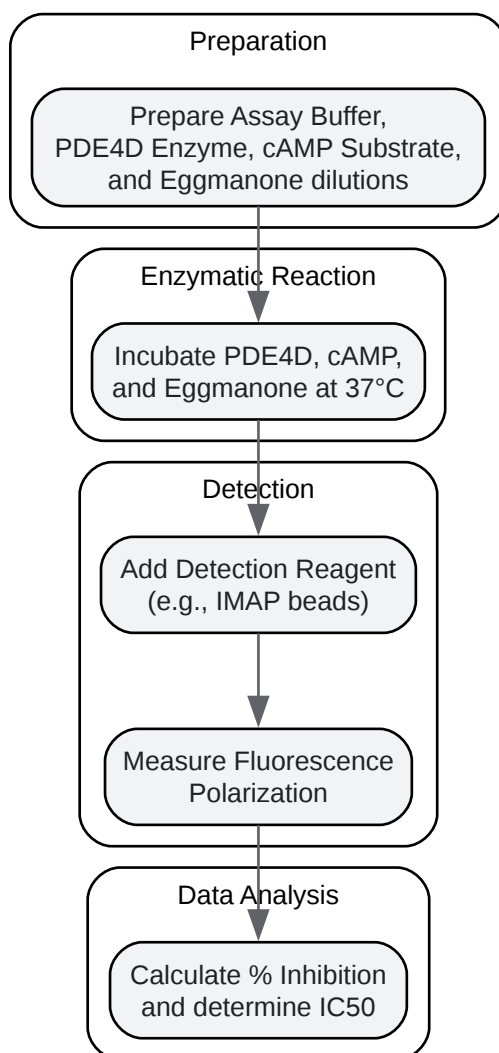 Preparation
Prepare Assay Buffer,
PDE4D Enzyme, cAMP Substrate,
and Eggmanone dilutions
Enzymatic Reaction
Incubate PDE4D, cAMP,
and Eggmanone at 37°C
Detection
Add Detection Reagent
(e.g., IMAP beads)
Measure Fluorescence
Polarization
Data Analysis
Calculate % Inhibition
and determine IC50